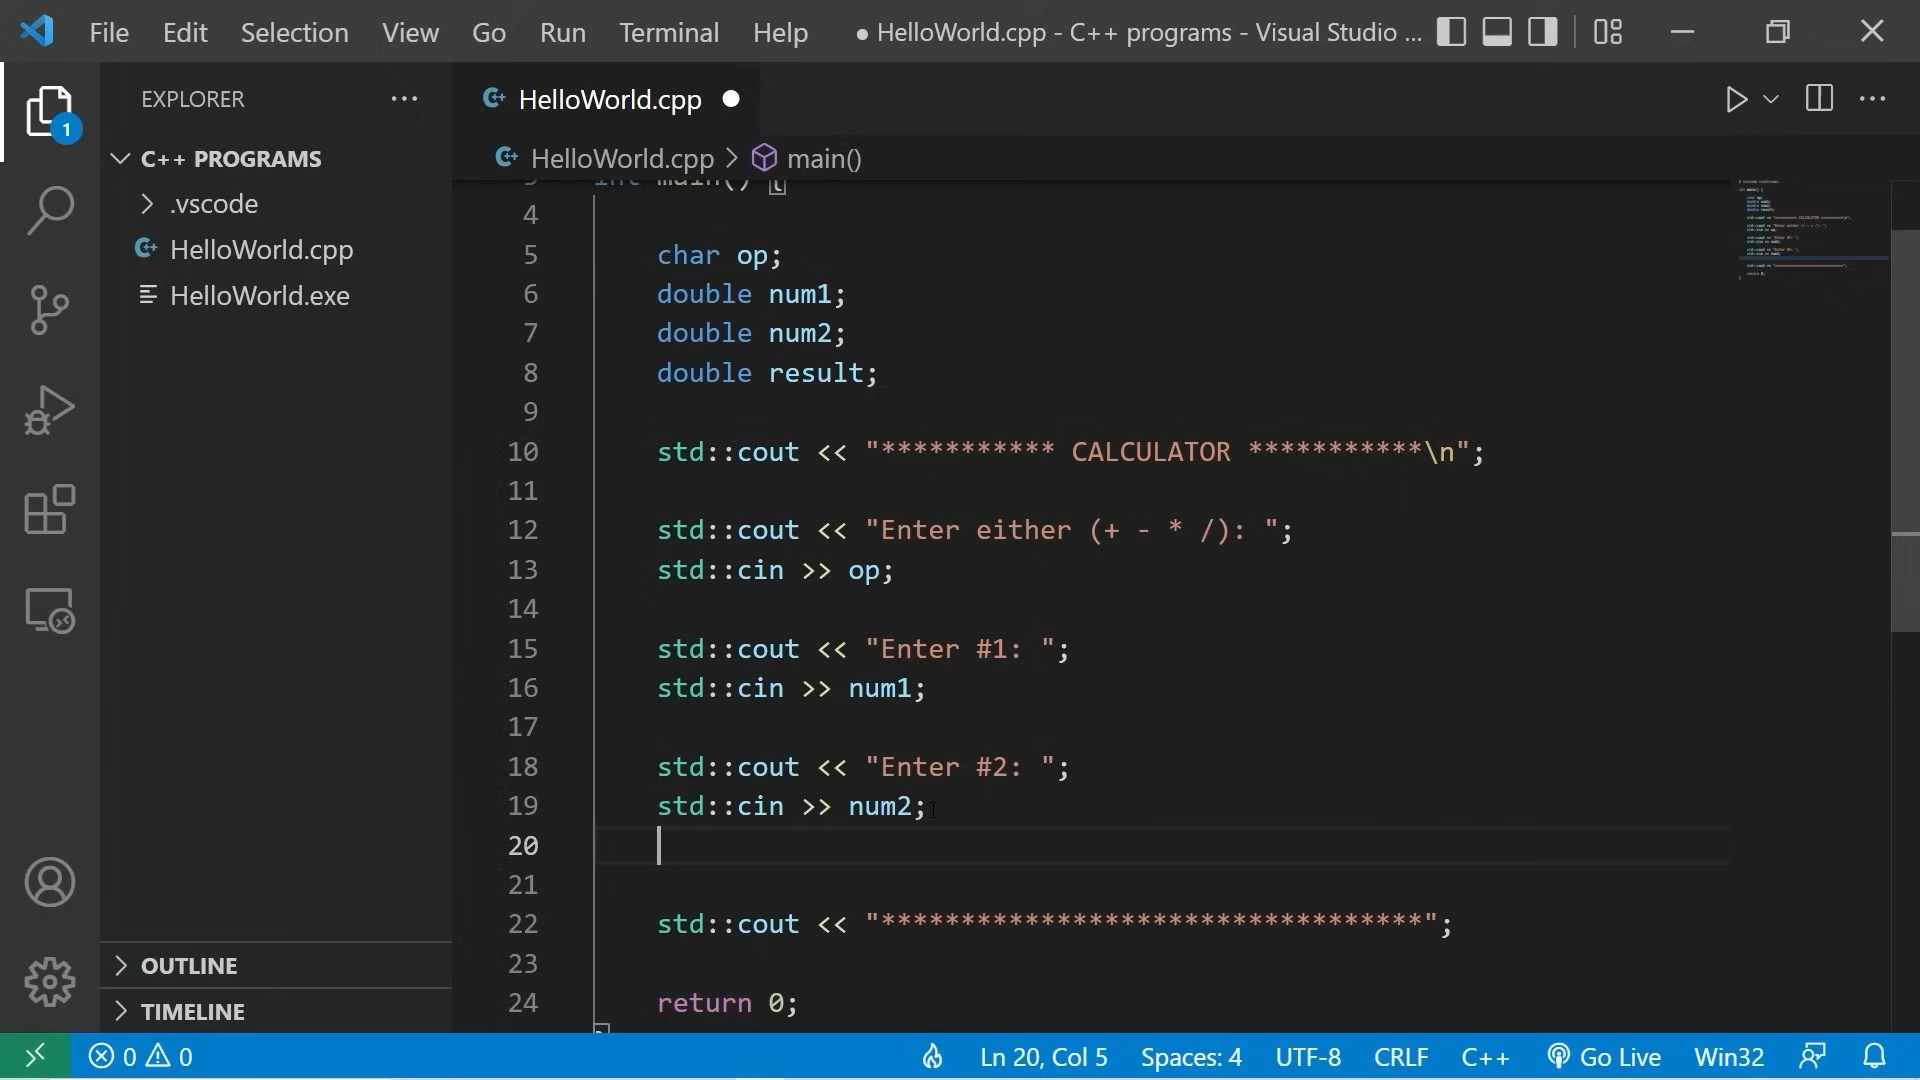 File Edit Selection View Go Run Terminal Help ● HelloWorld.cpp - C++ programs - Visual Studio ...
EXPLORER
C++ PROGRAMS
.vscode
HelloWorld.cpp
HelloWorld.exe
OUTLINE
TIMELINE
1
HelloWorld.cpp
HelloWorld.cpp > main()
3 int main() {
4
5 char op;
6 double num1;
7 double num2;
8 double result;
9
10 std::cout << "*********** CALCULATOR ***********\n";
11
12 std::cout << "Enter either (+ - * /): ";
13 std::cin >> op;
14
15 std::cout << "Enter #1: ";
16 std::cin >> num1;
17
18 std::cout << "Enter #2: ";
19 std::cin >> num2;
20
21
22 std::cout << "**********************************";
23
24 return 0;
0 0 Ln 20, Col 5 Spaces: 4 UTF-8 CRLF C++ Go Live Win32